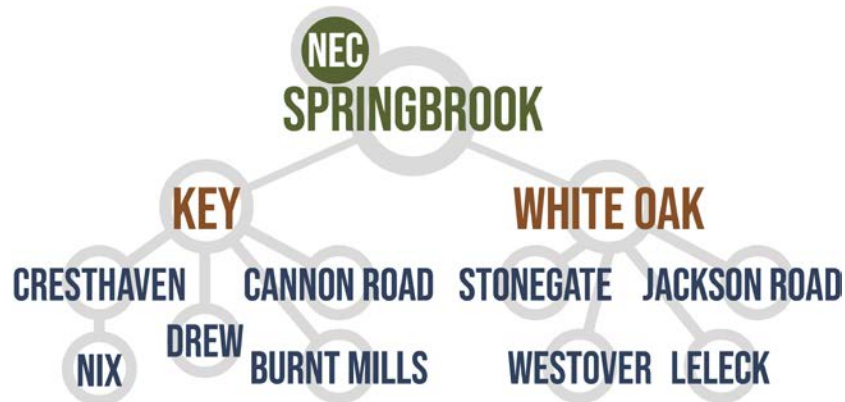 NEC
SPRINGBROOK
KEY
WHITE OAK
CRESTHAVEN
CANNON ROAD
STONEGATE
JACKSON ROAD
DREW
NIX
BURNT MILLS
WESTOVER
LELECK